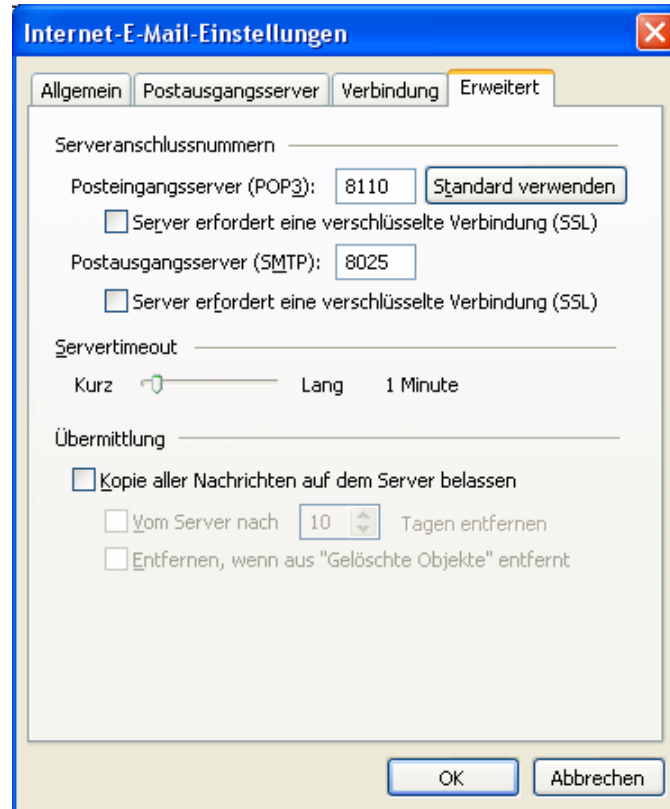 Internet-E-Mail-Einstellungen
Allgemein Postausgangsserver Verbindung Erweitert
Serveranschlussnummern
Posteingangsserver (POP3): 8110 Standard verwenden
Server erfordert eine verschlüsselte Verbindung (SSL)
Postausgangsserver (SMTP): 8025
Server erfordert eine verschlüsselte Verbindung (SSL)
Servertimeout
Kurz Lang 1 Minute
Übermittlung
Kopie aller Nachrichten auf dem Server belassen
Vom Server nach 10 Tagen entfernen
Entfernen, wenn aus "Gelöschte Objekte" entfernt
OK Abbrechen